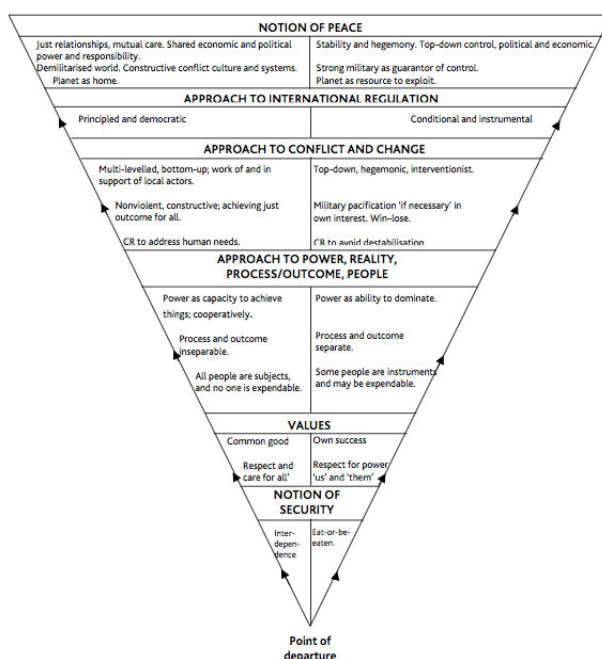 NOTION OF PEACE
Just relationships, mutual care. Shared economic and political
power and responsibility.
Demilitarised world. Constructive conflict culture and systems.
Planet as home.
Stability and hegemony. Top-down control, political and economic.
Strong military as guarantor of control.
Planet as resource to exploit.
APPROACH TO INTERNATIONAL REGULATION
Principled and democratic
Conditional and instrumental
APPROACH TO CONFLICT AND CHANGE
Multi-levelled, bottom-up; work of and in
support of local actors.
Nonviolent, constructive; achieving just
outcome for all.
CR to address human needs.
Top-down, hegemonic, interventionist.
Military pacification 'if necessary' in
own interest. Win–lose.
CR to avoid destabilisation
APPROACH TO POWER, REALITY,
PROCESS/OUTCOME, PEOPLE
Power as capacity to achieve
things; cooperatively.
Process and outcome
inseparable.
All people are subjects,
and no one is expendable.
Power as ability to dominate.
Process and outcome
separate.
Some people are instruments
and may be expendable.
VALUES
Common good
Respect and
care for all'
Own success
Respect for power
'us' and 'them'
NOTION OF
SECURITY
Inter-
depen-
dence
Eat-or-be-
eaten.
Point of
departure